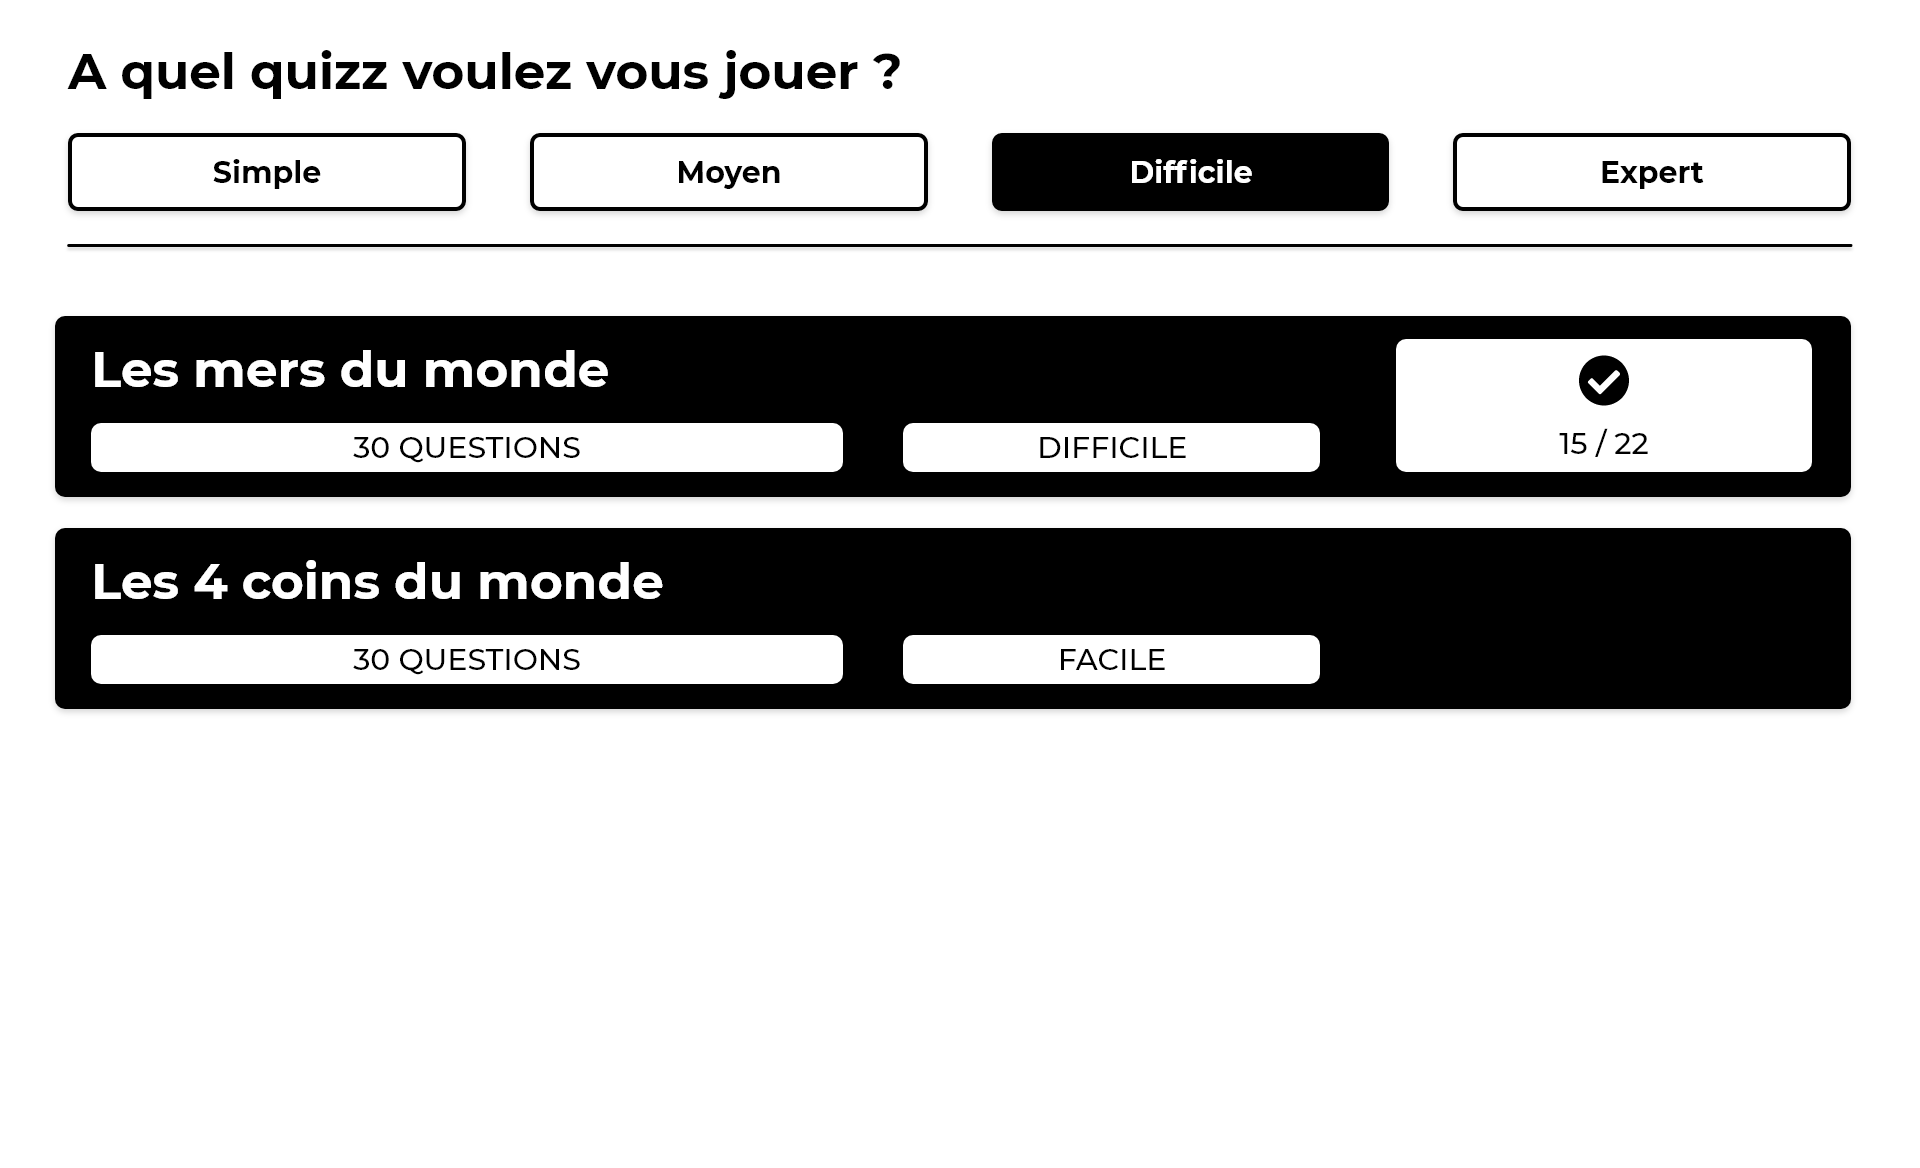 A quel quizz voulez vous jouer ?
Simple
Moyen
Difficile
Expert
Les mers du monde
30 QUESTIONS
DIFFICILE
15 / 22
Les 4 coins du monde
30 QUESTIONS
FACILE